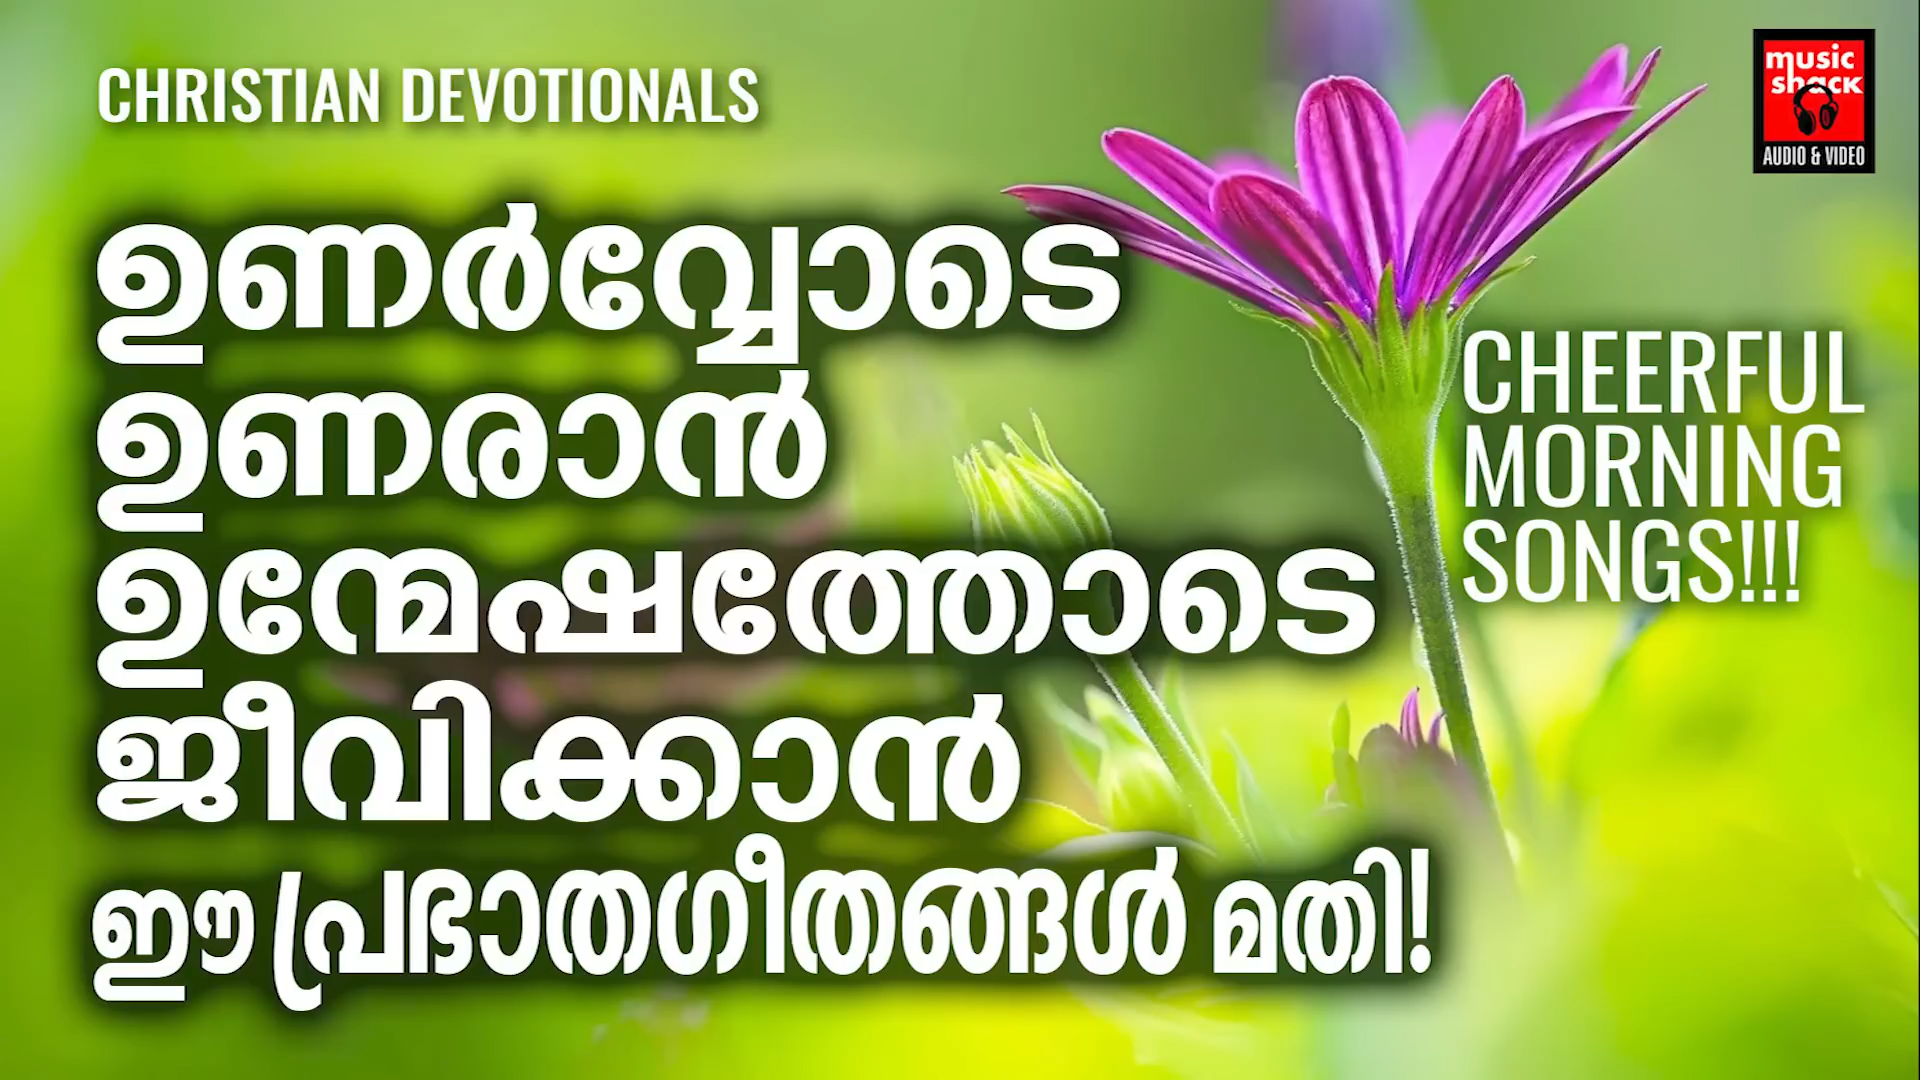 CHRISTIAN DEVOTIONALS
music
shack
AUDIO & VIDEO
ഉണർവ്വോടെ
ഉണരാൻ
ഉന്മേഷത്തോടെ
ജീവിക്കാൻ
ഈ പ്രഭാതഗീതങ്ങൾ മതി!
CHEERFUL
MORNING
SONGS!!!